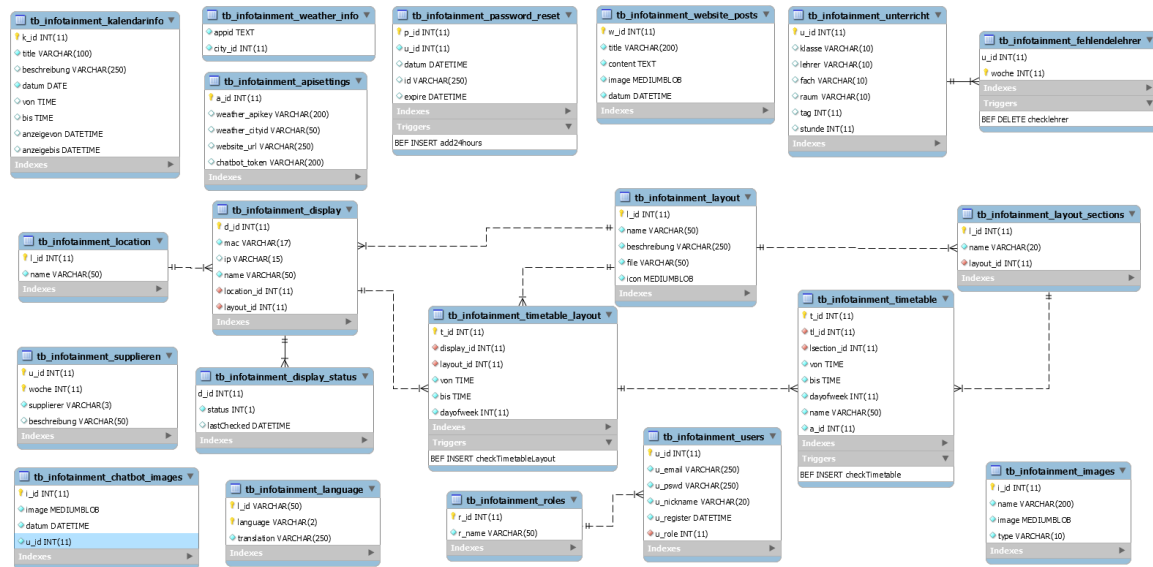 tb_infotainment_kalendarinfo
k_id INT(11)
title VARCHAR(100)
beschreibung VARCHAR(250)
datum DATE
von TIME
bis TIME
anzeigevon DATETIME
anzeigebis DATETIME
Indexes
tb_infotainment_weather_info
appid TEXT
city_id INT(11)
tb_infotainment_apisettings
a_id INT(11)
weather_apikey VARCHAR(200)
weather_cityid VARCHAR(50)
website_url VARCHAR(250)
chatbot_token VARCHAR(200)
Indexes
tb_infotainment_password_reset
p_id INT(11)
u_id INT(11)
datum DATETIME
id VARCHAR(250)
expire DATETIME
Indexes
Triggers
BEF INSERT add24hours
tb_infotainment_website_posts
w_id INT(11)
title VARCHAR(200)
content TEXT
image MEDIUMBLOB
datum DATETIME
Indexes
tb_infotainment_unterricht
u_id INT(11)
klasse VARCHAR(10)
lehrer VARCHAR(10)
fach VARCHAR(10)
raum VARCHAR(10)
tag INT(11)
stunde INT(11)
Indexes
tb_infotainment_fehlendelehrer
u_id INT(11)
woche INT(11)
Indexes
Triggers
BEF DELETE checklehrer
tb_infotainment_location
l_id INT(11)
name VARCHAR(50)
Indexes
tb_infotainment_display
d_id INT(11)
mac VARCHAR(17)
ip VARCHAR(15)
name VARCHAR(50)
location_id INT(11)
layout_id INT(11)
Indexes
tb_infotainment_layout
l_id INT(11)
name VARCHAR(50)
beschreibung VARCHAR(250)
file VARCHAR(50)
icon MEDIUMBLOB
Indexes
tb_infotainment_layout_sections
l_id INT(11)
name VARCHAR(20)
layout_id INT(11)
Indexes
tb_infotainment_supplieren
u_id INT(11)
woche INT(11)
supplierer VARCHAR(3)
beschreibung VARCHAR(50)
Indexes
tb_infotainment_display_status
d_id INT(11)
status INT(1)
lastChecked DATETIME
Indexes
tb_infotainment_timetable_layout
t_id INT(11)
display_id INT(11)
layout_id INT(11)
von TIME
bis TIME
dayofweek INT(11)
Indexes
Triggers
BEF INSERT checkTimetableLayout
tb_infotainment_timetable
t_id INT(11)
tl_id INT(11)
lsection_id INT(11)
von TIME
bis TIME
dayofweek INT(11)
name VARCHAR(50)
a_id INT(11)
Indexes
Triggers
BEF INSERT checkTimetable
tb_infotainment_chatbot_images
i_id INT(11)
image MEDIUMBLOB
datum DATETIME
u_id INT(11)
Indexes
tb_infotainment_language
l_id VARCHAR(50)
language VARCHAR(2)
translation VARCHAR(250)
Indexes
tb_infotainment_roles
r_id INT(11)
r_name VARCHAR(50)
Indexes
tb_infotainment_users
u_id INT(11)
u_email VARCHAR(250)
u_pswd VARCHAR(250)
u_nickname VARCHAR(20)
u_register DATETIME
u_role INT(11)
Indexes
tb_infotainment_images
i_id INT(11)
name VARCHAR(200)
image MEDIUMBLOB
type VARCHAR(10)
Indexes